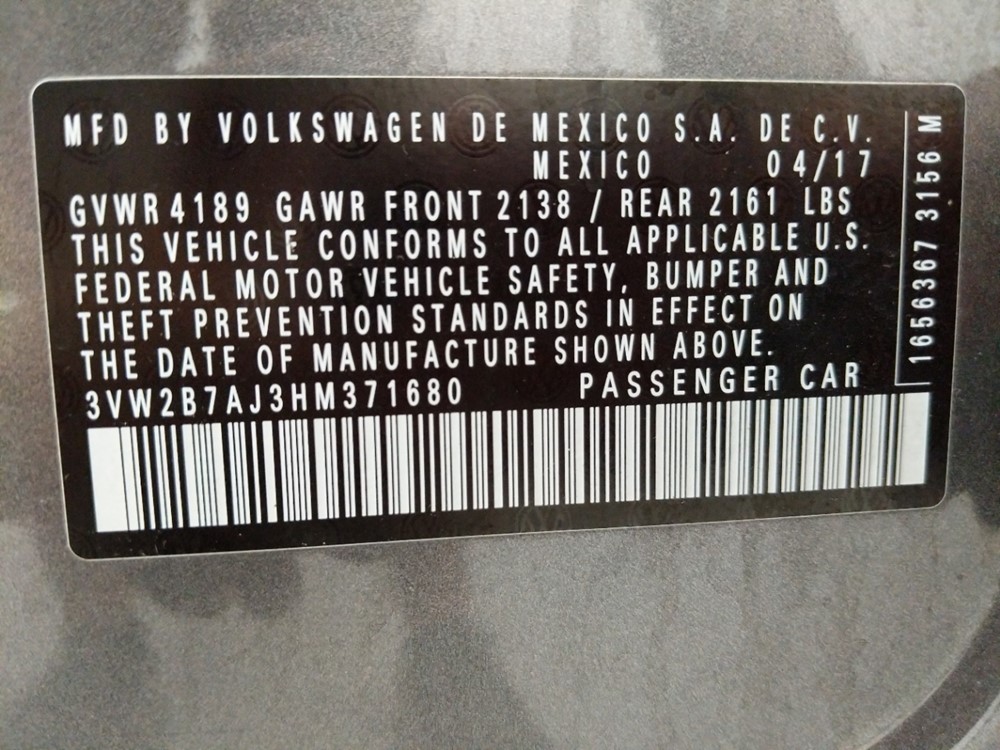 MFD BY VOLKSWAGEN DE MEXICO S.A. DE C.V.
MEXICO 04/17
GVWR 4189 GAWR FRONT 2138 / REAR 2161 LBS
THIS VEHICLE CONFORMS TO ALL APPLICABLE U.S.
FEDERAL MOTOR VEHICLE SAFETY, BUMPER AND
THEFT PREVENTION STANDARDS IN EFFECT ON
THE DATE OF MANUFACTURE SHOWN ABOVE.
3VW2B7AJ3HM371680 PASSENGER CAR
1656367 3156 M